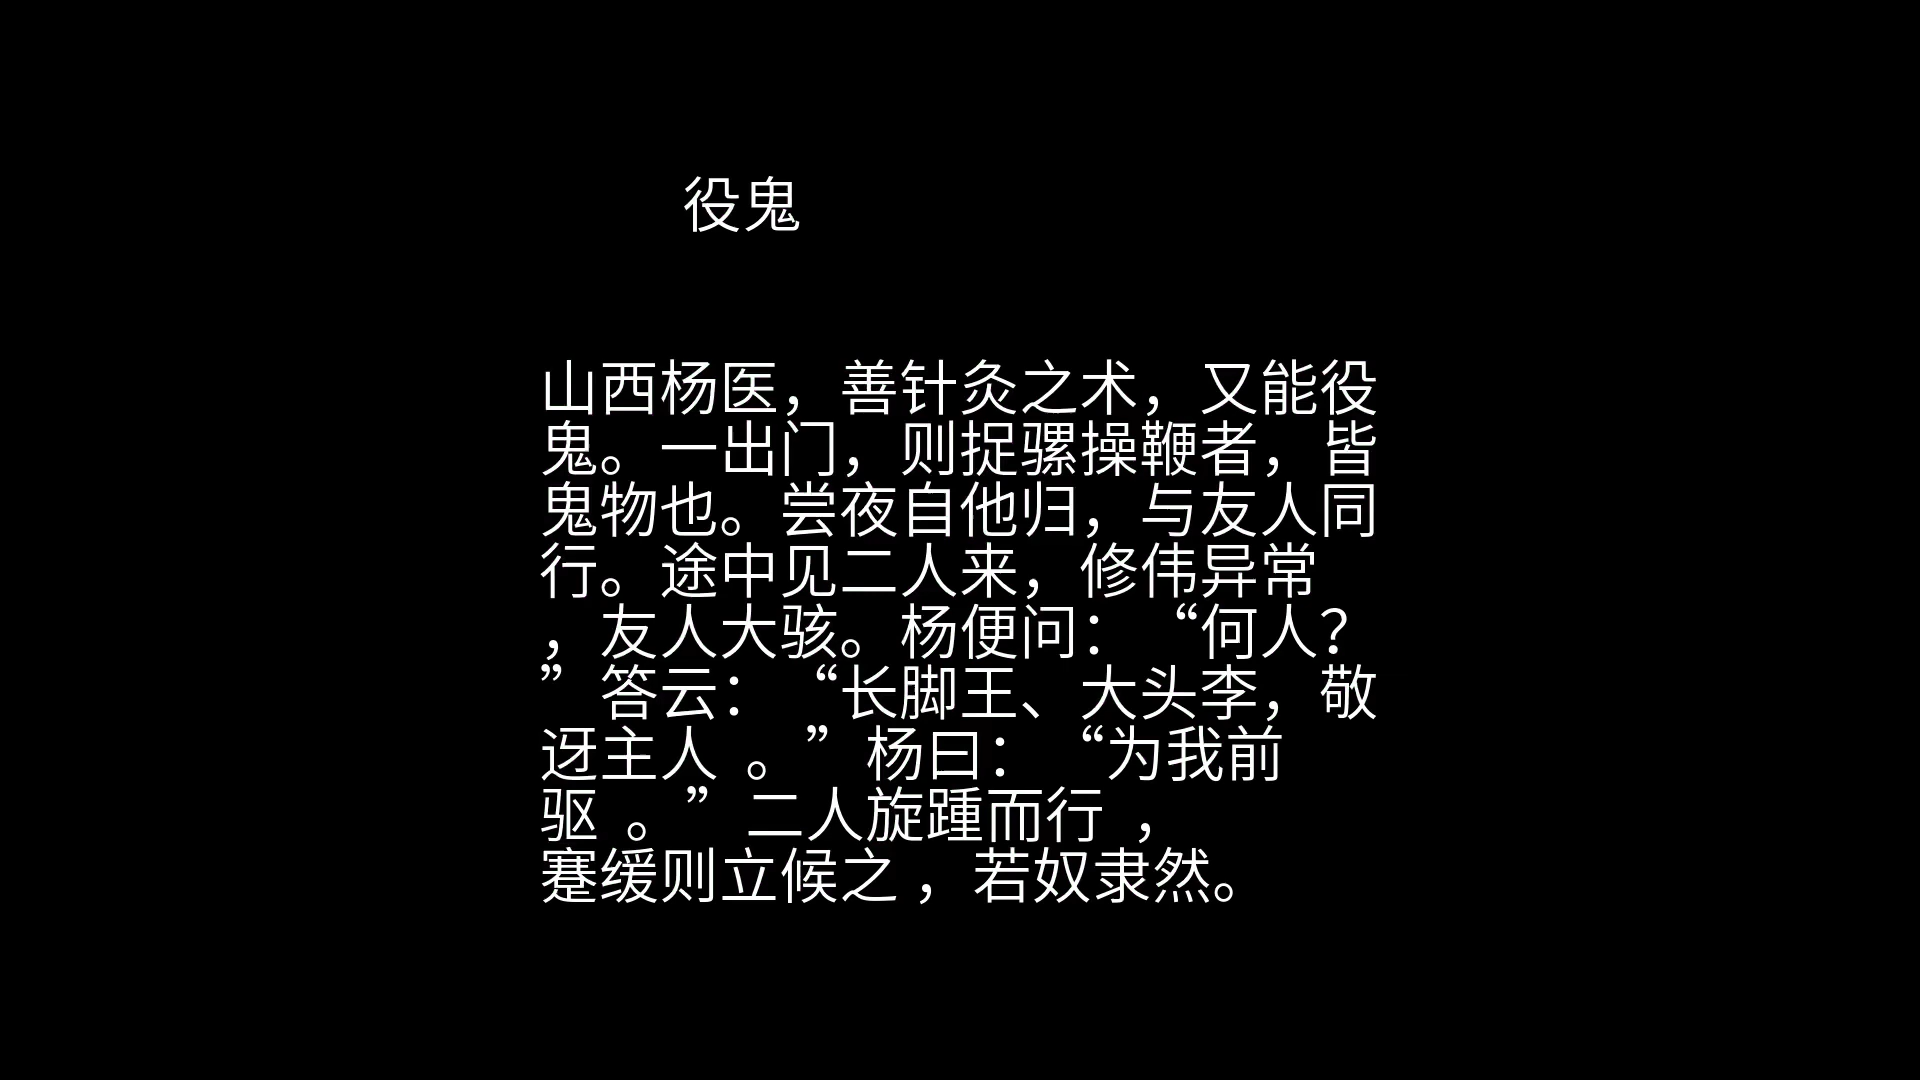 役鬼
山西杨医，善针灸之术，又能役
鬼。一出门，则捉骡操鞭者，皆
鬼物也。尝夜自他归，与友人同
行。途中见二人来，修伟异常
，友人大骇。杨便问：“何人？
”答云：“长脚王、大头李，敬
迓主人 。”杨曰：“为我前
驱 。”二人旋踵而行 ，
蹇缓则立候之 ，若奴隶然。